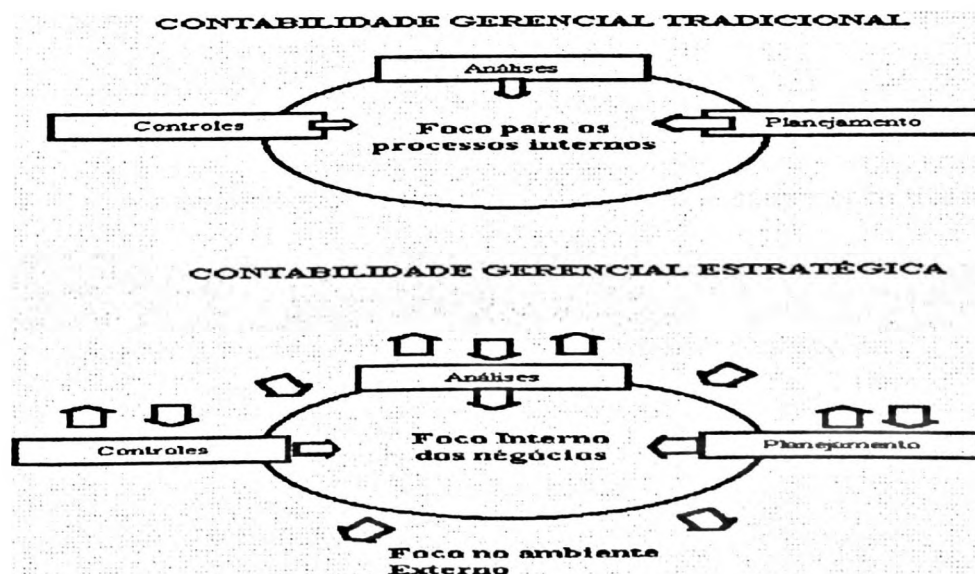 CONTABILIDADE GERENCIAL TRADICIONAL
Análises
Controles
Planejamento
Foco para os
processos internos
CONTABILIDADE GERENCIAL ESTRATÉGICA
Análises
Controles
Planejamento
Foco Interno
dos négócios
Foco no ambiente
Externo